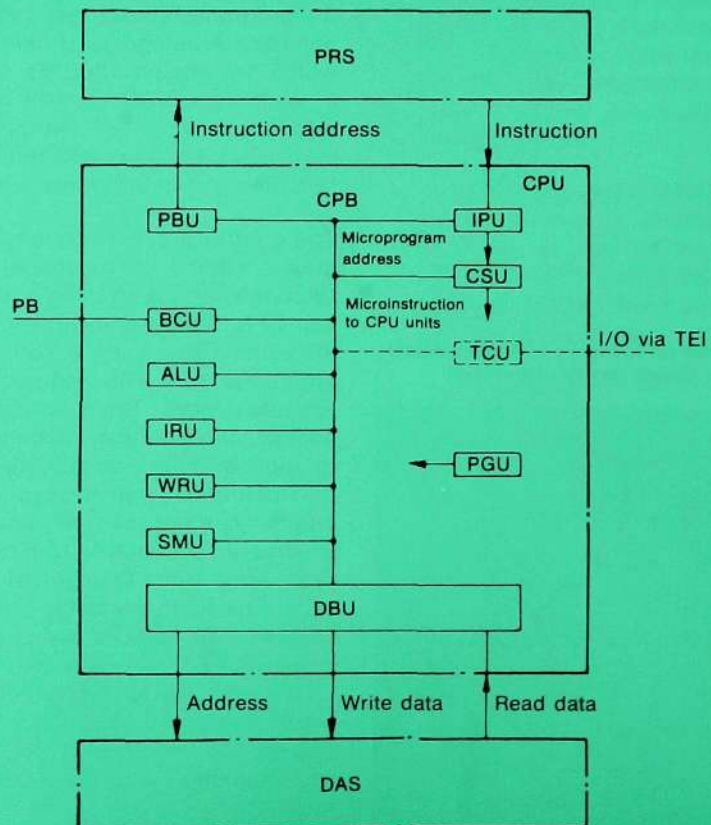 PRS
Instruction address
Instruction
CPU
CPB
PBU
IPU
Microprogram
address
CSU
Microinstruction
to CPU units
PB
BCU
I/O via TEI
TCU
ALU
IRU
PGU
WRU
SMU
DBU
Address
Write data
Read data
DAS